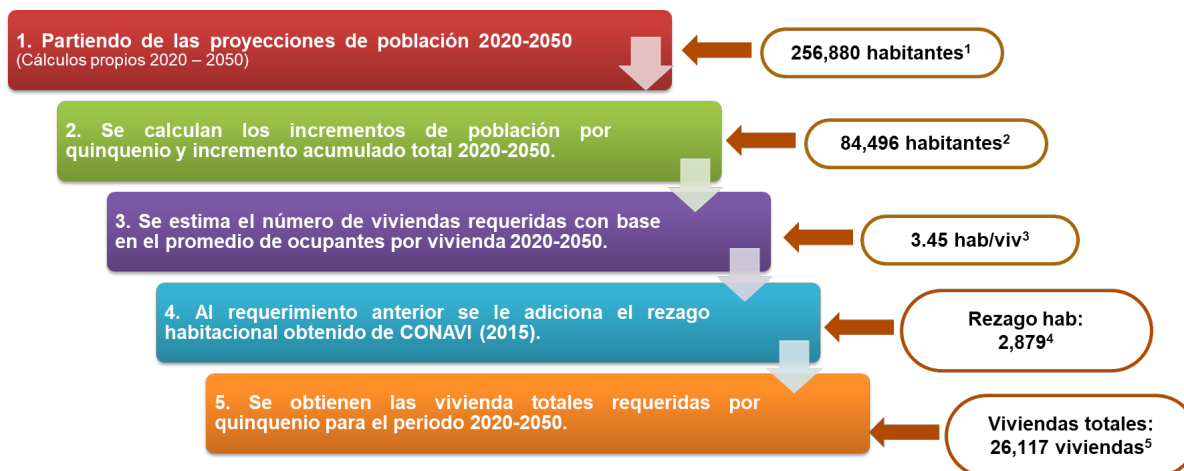 1. Partiendo de las proyecciones de población 2020-2050
(Cálculos propios 2020 – 2050)
256,880 habitantes¹
2. Se calculan los incrementos de población por
quinquenio y incremento acumulado total 2020-2050.
84,496 habitantes²
3. Se estima el número de viviendas requeridas con base
en el promedio de ocupantes por vivienda 2020-2050.
3.45 hab/viv³
4. Al requerimiento anterior se le adiciona el rezago
habitacional obtenido de CONAVI (2015).
Rezago hab:
2,879⁴
5. Se obtienen las vivienda totales requeridas por
quinquenio para el periodo 2020-2050.
Viviendas totales:
26,117 viviendas⁵